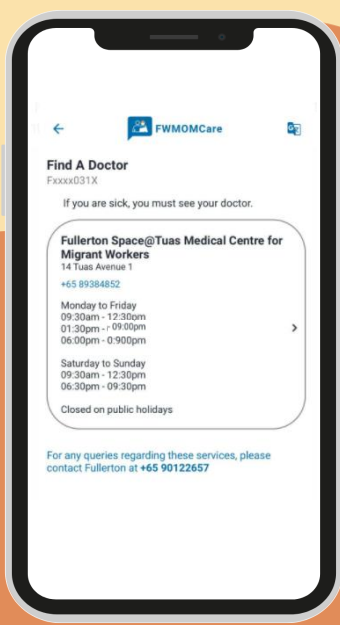 FWMOMCare
Find A Doctor
Fxxxx031X
If you are sick, you must see your doctor.
Fullerton Space@Tuas Medical Centre for
Migrant Workers
14 Tuas Avenue 1
+65 89384852
Monday to Friday
09:30am - 12:30pm
01:30pm - 09:00pm
06:00pm - 0:900pm
Saturday to Sunday
09:30am - 12:30pm
06:30pm - 09:30pm
Closed on public holidays
For any queries regarding these services, please
contact Fullerton at +65 90122657